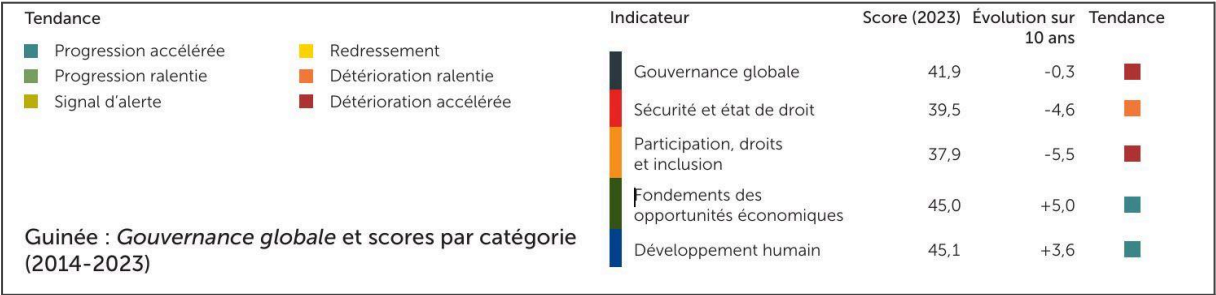 Tendance
Progression accélérée
Progression ralentie
Signal d'alerte
Redressement
Détérioration ralentie
Détérioration accélérée
Guinée : Gouvernance globale et scores par catégorie
(2014-2023)
Indicateur Score (2023) Évolution sur Tendance
10 ans
Gouvernance globale 41,9 -0,3
Sécurité et état de droit 39,5 -4,6
Participation, droits
et inclusion 37,9 -5,5
Fondements des
opportunités économiques 45,0 +5,0
Développement humain 45,1 +3,6